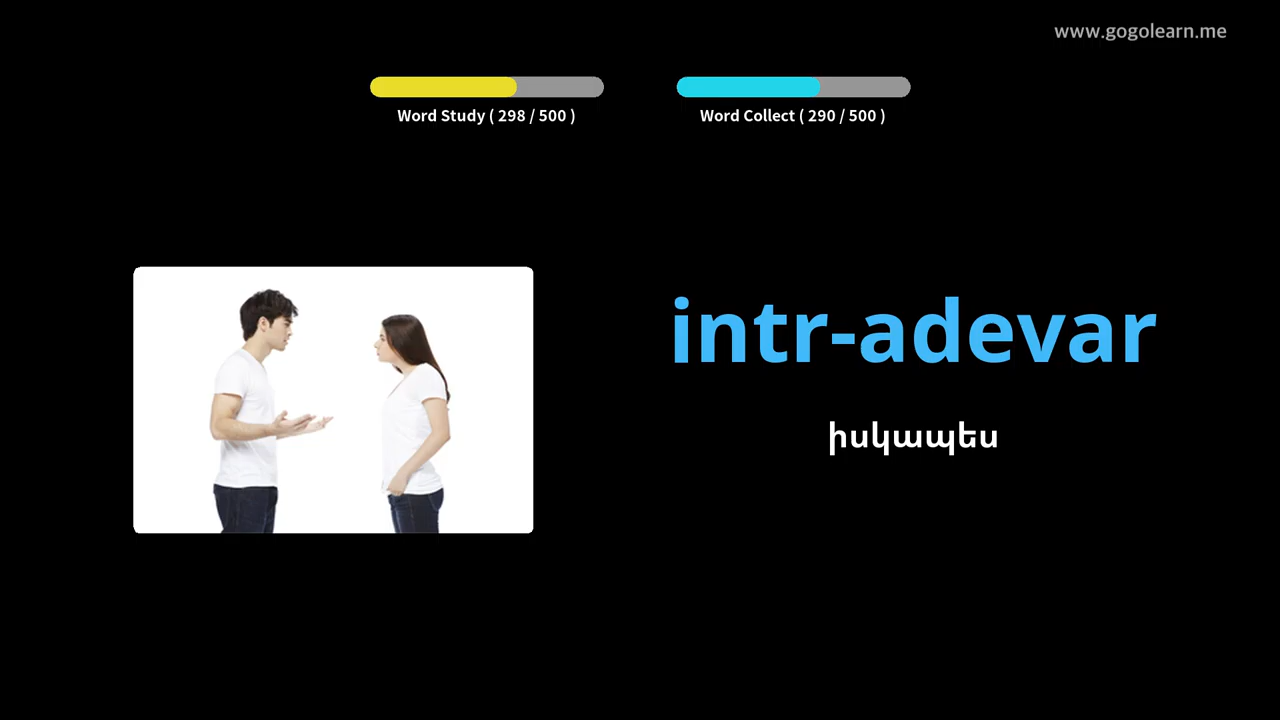 www.gogolearn.me
Word Study ( 298 / 500 )
Word Collect ( 290 / 500 )
intr-adevar
իսկապես